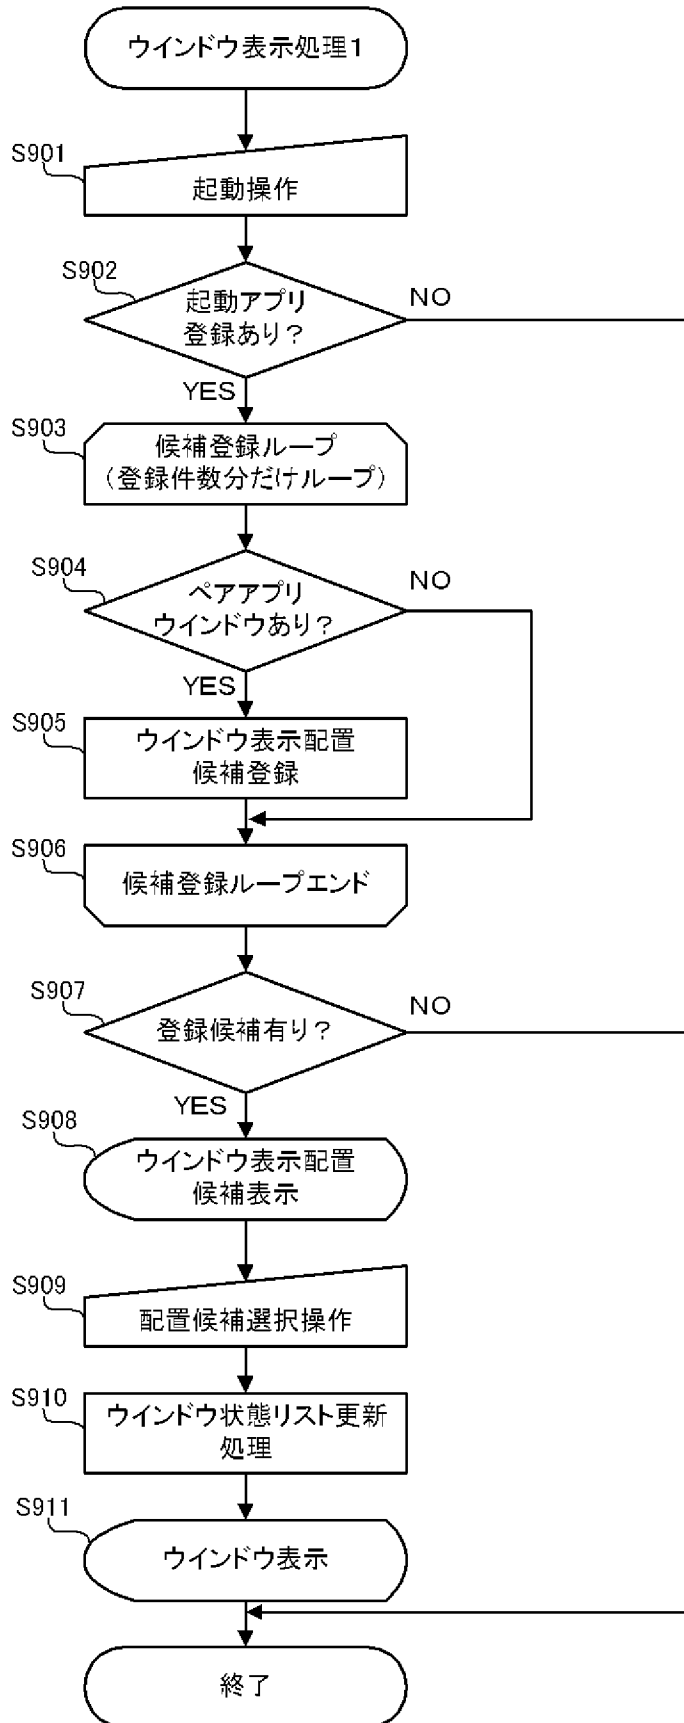 ウインドウ表示処理1
S901
起動操作
S902
起動アプリ
登録あり?
NO
YES
S903
候補登録ループ
(登録件数分だけループ)
S904
ペアアプリ
ウインドウあり?
NO
YES
S905
ウインドウ表示配置
候補登録
S906
候補登録ループエンド
S907
登録候補有り?
NO
YES
S908
ウインドウ表示配置
候補表示
S909
配置候補選択操作
S910
ウインドウ状態リスト更新
処理
S911
ウインドウ表示
終了